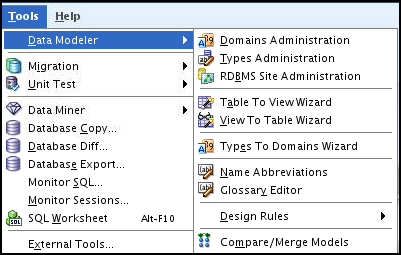 Tools Help
Data Modeler
Migration
Unit Test
Data Miner
Database Copy...
Database Diff...
Database Export...
Monitor SQL...
Monitor Sessions...
SQL Worksheet Alt-F10
External Tools...
Domains Administration
Types Administration
RDBMS Site Administration
Table To View Wizard
View To Table Wizard
Types To Domains Wizard
Name Abbreviations
Glossary Editor
Design Rules
Compare/Merge Models